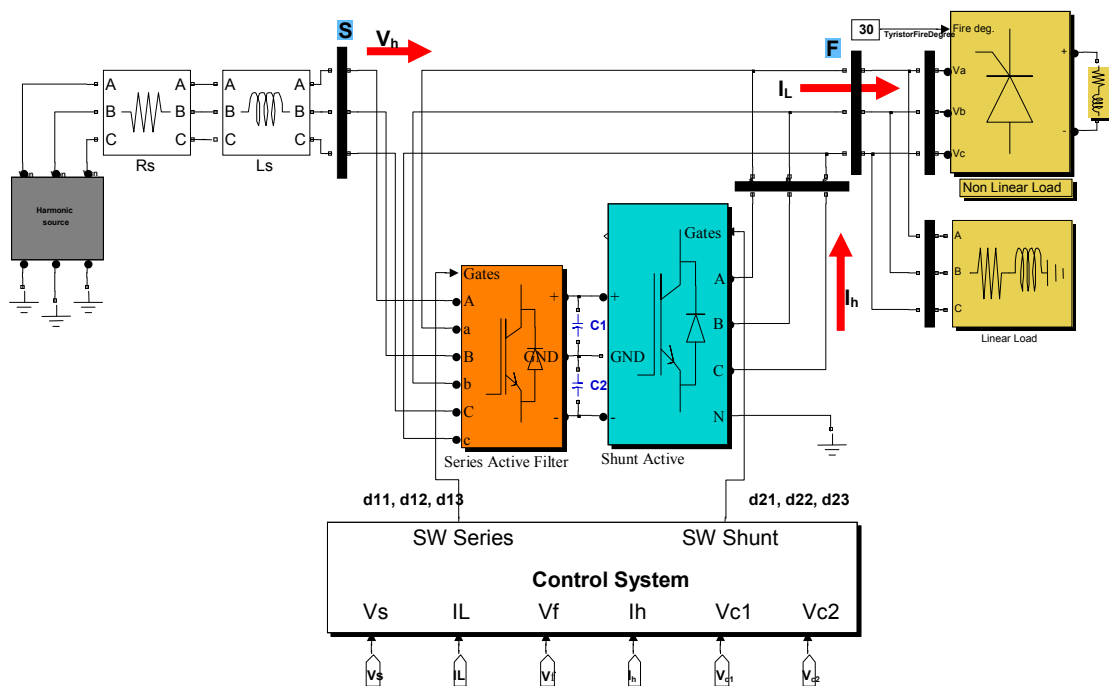 S
Vh
F
30
TyristorFireDegree
Fire deg.
Va
Vb
Vc
+
-
IL
A
B
C
A
B
C
A
B
C
A
B
C
Rs
Ls
Harmonic
source
Non Linear Load
A
B
C
Linear Load
Ih
Gates
A
a
B
b
C
c
+
GND
-
C1
C2
Series Active Filter
Gates
+
GND
-
A
B
C
N
Shunt Active
d11, d12, d13
d21, d22, d23
SW Series
SW Shunt
Control System
Vs
IL
Vf
Ih
Vc1
Vc2
Vs
IL
Vf
Ih
Vc1
Vc2